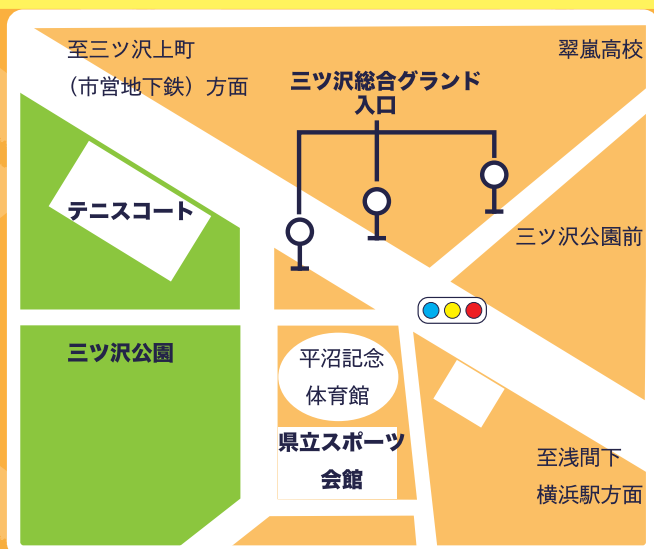 至三ツ沢上町
（市営地下鉄）方面
翠嵐高校
三ツ沢総合グランド
入口
テニスコート
三ツ沢公園前
三ツ沢公園
平沼記念
体育館
県立スポーツ
会館
至浅間下
横浜駅方面